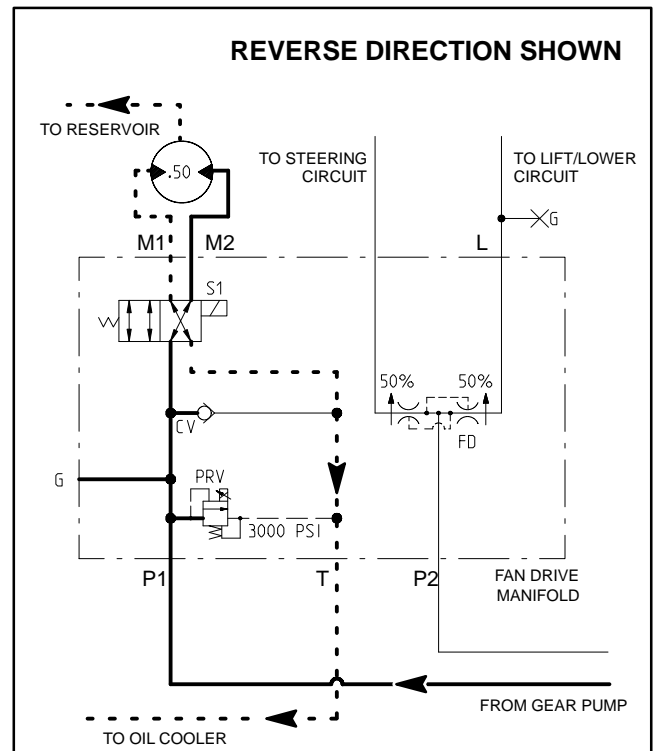 REVERSE DIRECTION SHOWN
TO RESERVOIR
.50
TO STEERING
CIRCUIT
TO LIFT/LOWER
CIRCUIT
G
M1
M2
L
S1
50%
50%
CV
FD
G
PRV
3000 PSI
P1
T
P2
FAN DRIVE
MANIFOLD
FROM GEAR PUMP
TO OIL COOLER